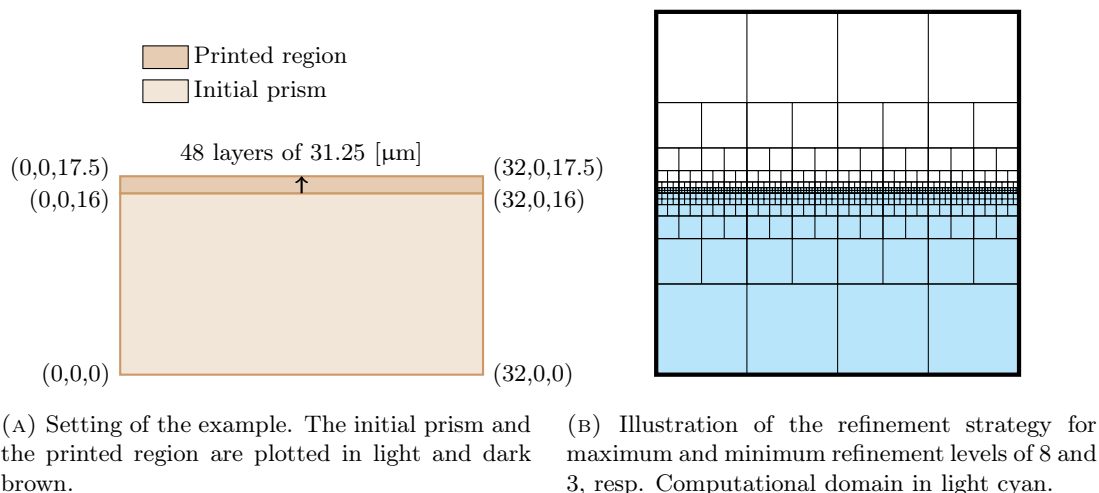 Printed region
Initial prism
48 layers of 31.25 [µm]
(0,0,17.5)
(32,0,17.5)
(0,0,16)
(32,0,16)
(0,0,0)
(32,0,0)
(A) Setting of the example. The initial prism and
the printed region are plotted in light and dark
brown.
(B) Illustration of the refinement strategy for
maximum and minimum refinement levels of 8 and
3, resp. Computational domain in light cyan.